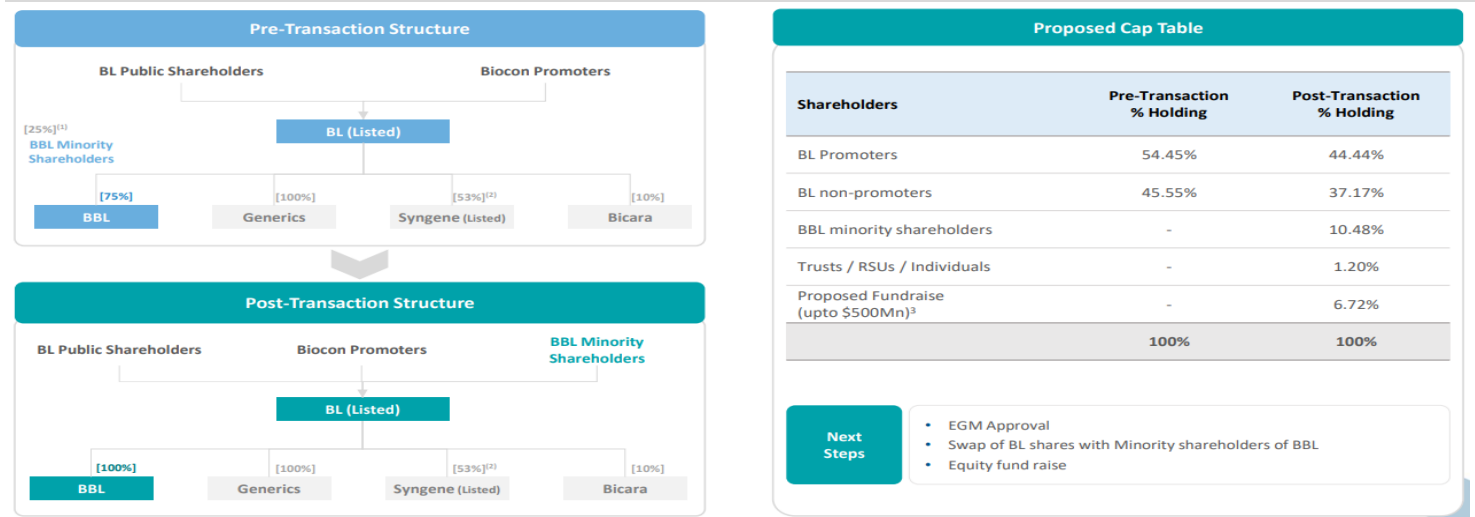 Pre-Transaction Structure
BL Public Shareholders
Biocon Promoters
[25%](1)
BBL Minority
Shareholders
BL (Listed)
[75%]
[100%]
[53%](2)
[10%]
BBL
Generics
Syngene (Listed)
Bicara
Post-Transaction Structure
BL Public Shareholders
Biocon Promoters
BBL Minority
Shareholders
BL (Listed)
[100%]
[100%]
[53%](2)
[10%]
BBL
Generics
Syngene (Listed)
Bicara
Proposed Cap Table
Shareholders
Pre-Transaction
% Holding
Post-Transaction
% Holding
BL Promoters 54.45% 44.44%
BL non-promoters 45.55% 37.17%
BBL minority shareholders - 10.48%
Trusts / RSUs / Individuals - 1.20%
Proposed Fundraise
(upto $500Mn)³ - 6.72%
100% 100%
Next
Steps
• EGM Approval
• Swap of BL shares with Minority shareholders of BBL
• Equity fund raise